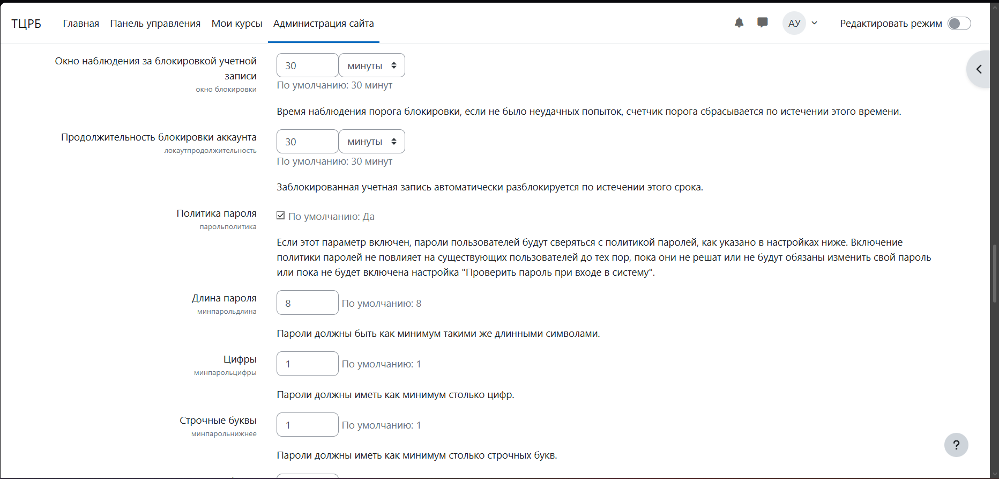 ТЦРБ Главная Панель управления Мои курсы Администрация сайта АУ Редактировать режим
Окно наблюдения за блокировкой учетной
записи
окно блокировки
30 минуты
По умолчанию: 30 минут
Время наблюдения порога блокировки, если не было неудачных попыток, счетчик порога сбрасывается по истечении этого времени.
Продолжительность блокировки аккаунта
локаутпродолжительность
30 минуты
По умолчанию: 30 минут
Заблокированная учетная запись автоматически разблокируется по истечении этого срока.
Политика пароля
парольполитика
По умолчанию: Да
Если этот параметр включен, пароли пользователей будут сверяться с политикой паролей, как указано в настройках ниже. Включение
политики паролей не повлияет на существующих пользователей до тех пор, пока они не решат или не будут обязаны изменить свой пароль
или пока не будет включена настройка "Проверить пароль при входе в систему".
Длина пароля
минпарольдлина
8 По умолчанию: 8
Пароли должны быть как минимум такими же длинными символами.
Цифры
минпарольцифры
1 По умолчанию: 1
Пароли должны иметь как минимум столько цифр.
Строчные буквы
минпарольнижнее
1 По умолчанию: 1
Пароли должны иметь как минимум столько строчных букв.
?